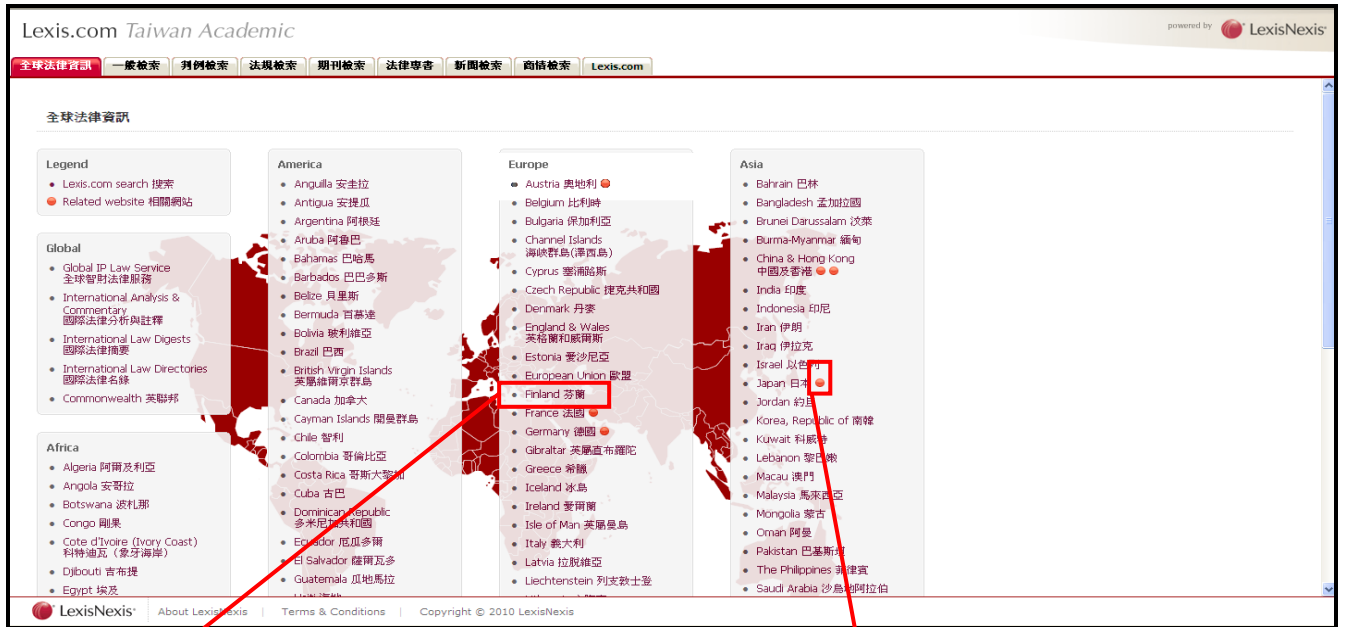 Lexis.com Taiwan Academic
powered by LexisNexis
全球法律資訊 一般檢索 判例檢索 法規檢索 期刊檢索 法律專書 新聞檢索 商情檢索 Lexis.com
全球法律資訊
Legend
Lexis.com search 搜索
Related website 相關網站
Global
Global IP Law Service
全球智財法律服務
International Analysis &
Commentary
國際法律分析與註釋
International Law Digests
國際法律摘要
International Law Directories
國際法律名錄
Commonwealth 英聯邦
Africa
Algeria 阿爾及利亞
Angola 安哥拉
Botswana 波札那
Congo 剛果
Cote d'Ivoire (Ivory Coast)
科特迪瓦（象牙海岸）
Djibouti 吉布提
Egypt 埃及
America
Anguilla 安圭拉
Antigua 安提瓜
Argentina 阿根廷
Aruba 阿魯巴
Bahamas 巴哈馬
Barbados 巴巴多斯
Belize 貝里斯
Bermuda 百慕達
Bolivia 玻利維亞
Brazil 巴西
British Virgin Islands
英屬維爾京群島
Canada 加拿大
Cayman Islands 開曼群島
Chile 智利
Colombia 哥倫比亞
Costa Rica 哥斯大黎加
Cuba 古巴
Dominican Republic
多米尼加共和國
Ecuador 厄瓜多爾
El Salvador 薩爾瓦多
Guatemala 瓜地馬拉
Europe
Austria 奧地利
Belgium 比利時
Bulgaria 保加利亞
Channel Islands
海峽群島(澤西島)
Cyprus 塞浦路斯
Czech Republic 捷克共和國
Denmark 丹麥
England & Wales
英格蘭和威爾斯
Estonia 愛沙尼亞
European Union 歐盟
Finland 芬蘭
France 法國
Germany 德國
Gibraltar 英屬直布羅陀
Greece 希臘
Iceland 冰島
Ireland 愛爾蘭
Isle of Man 英屬曼島
Italy 義大利
Latvia 拉脫維亞
Liechtenstein 列支敦士登
Asia
Bahrain 巴林
Bangladesh 孟加拉國
Brunei Darussalam 汶萊
Burma-Myanmar 緬甸
China & Hong Kong
中國及香港
India 印度
Indonesia 印尼
Iran 伊朗
Iraq 伊拉克
Israel 以色列
Japan 日本
Jordan 約旦
Korea, Republic of 南韓
Kuwait 科威特
Lebanon 黎巴嫩
Macau 澳門
Malaysia 馬來西亞
Mongolia 蒙古
Oman 阿曼
Pakistan 巴基斯坦
The Philippines 菲律賓
Saudi Arabia 沙烏地阿拉伯
LexisNexis About LexisNexis | Terms & Conditions | Copyright © 2010 LexisNexis